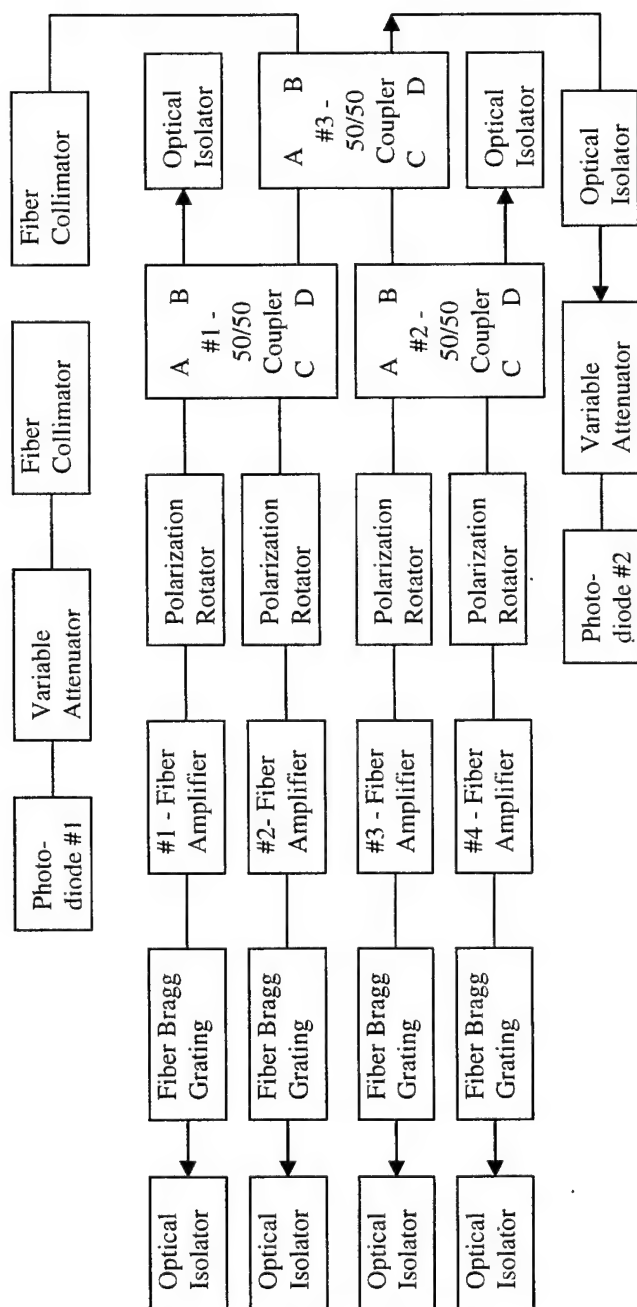 Photo-
diode #1
Variable
Attenuator
Fiber
Collimator
Fiber
Collimator
Optical
Isolator
Fiber Bragg
Grating
#1 - Fiber
Amplifier
Polarization
Rotator
Optical
Isolator
Fiber Bragg
Grating
#2- Fiber
Amplifier
Polarization
Rotator
A B
#1 -
50/50
Coupler
C D
Optical
Isolator
Optical
Isolator
Fiber Bragg
Grating
#3 - Fiber
Amplifier
Polarization
Rotator
Optical
Isolator
Fiber Bragg
Grating
#4 - Fiber
Amplifier
Polarization
Rotator
A B
#2 -
50/50
Coupler
C D
A B
#3 -
50/50
Coupler
C D
Optical
Isolator
Photo-
diode #2
Variable
Attenuator
Optical
Isolator